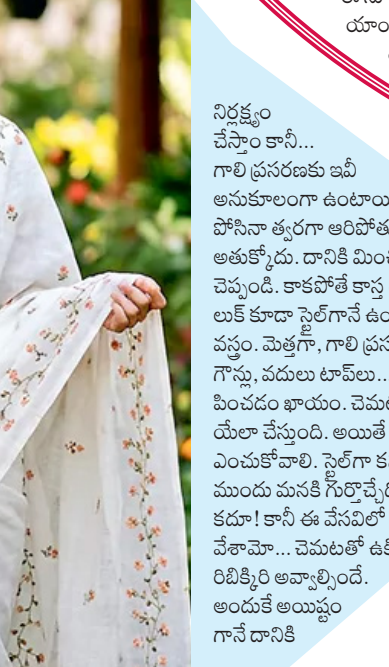 యాం
నిర్లక్ష్యం
చేస్తాం కానీ...
గాలి ప్రసరణకు ఇవీ
అనుకూలంగా ఉంటాయి
పోసినా త్వరగా ఆరిపోత
అతుక్కోదు. దానికి మించ
చెప్పండి. కాకపోతే కాస్త
లుక్ కూడా స్టైల్‌గానే ఉం
వస్త్రం. మెత్తగా, గాలి ప్రస
గౌన్లు, వదులు టాప్‌లు...
పించడం ఖాయం. చెమట
యేలా చేస్తుంది. అయితే
ఎంచుకోవాలి. స్టైల్‌గా క
ముందు మనకి గుర్తొచ్చే
కదూ! కానీ ఈ వేసవిలో
వేశామో... చెమటతో ఉకి
రిబిక్కిరి అవ్వాల్సిందే.
అందుకే అయిష్టం
గానే దానికి